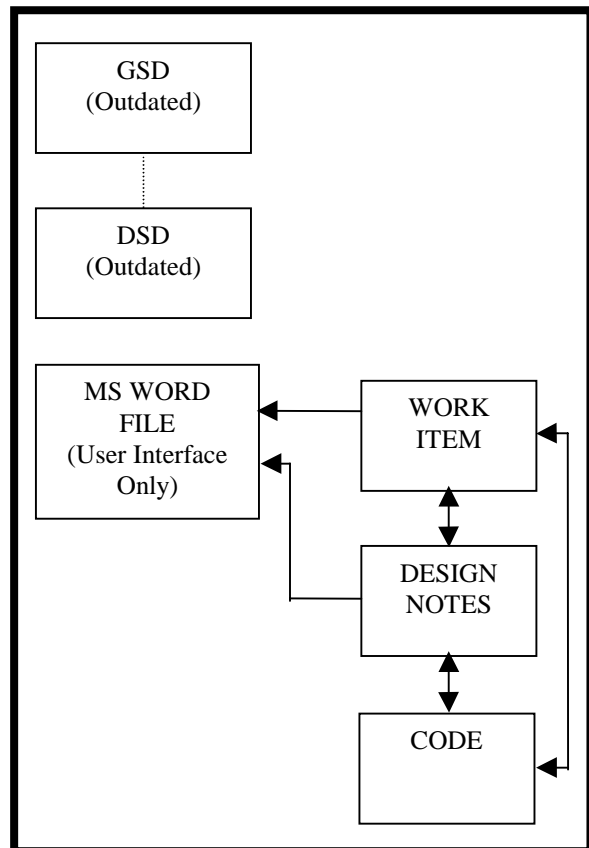 GSD
(Outdated)
DSD
(Outdated)
MS WORD
FILE
(User Interface
Only)
WORK
ITEM
DESIGN
NOTES
CODE